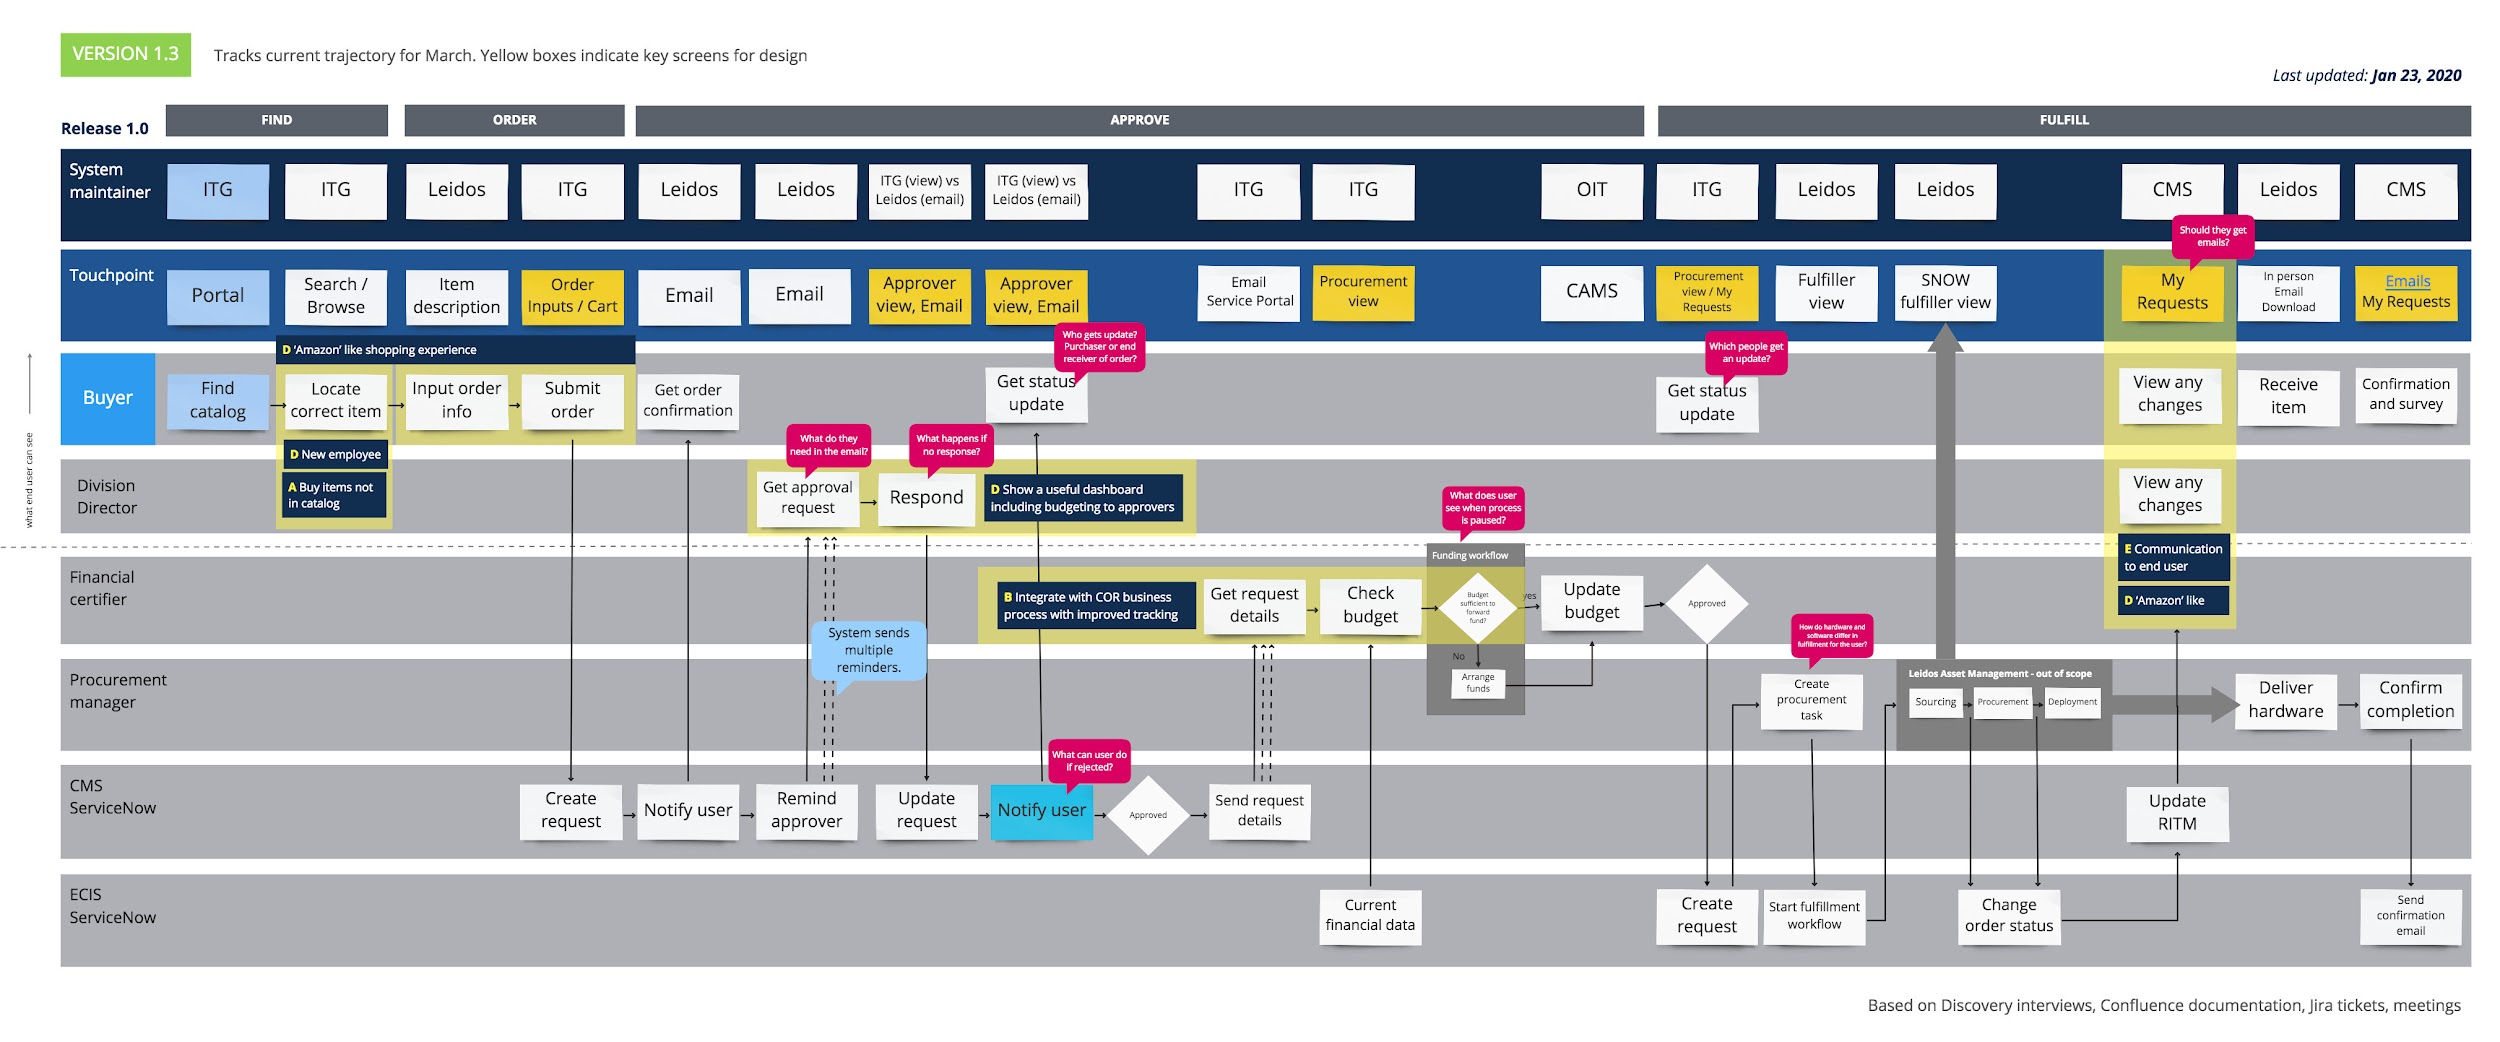 VERSION 1.3
Tracks current trajectory for March. Yellow boxes indicate key screens for design
Last updated: Jan 23, 2020
Release 1.0
FIND
ORDER
APPROVE
FULFILL
System
maintainer
ITG
ITG
Leidos
ITG
Leidos
Leidos
ITG (view) vs
Leidos (email)
ITG (view) vs
Leidos (email)
ITG
ITG
OIT
ITG
Leidos
Leidos
CMS
Leidos
CMS
Should they get
emails?
Touchpoint
Portal
Search /
Browse
Item
description
Order
Inputs / Cart
Email
Email
Approver
view, Email
Approver
view, Email
Email
Service Portal
Procurement
view
CAMS
Procurement
view / My
Requests
Fulfiller
view
SNOW
fulfiller view
My
Requests
In person
Email
Download
Emails
My Requests
Who gets update?
Purchaser or end
receiver of order?
Which people get
an update?
D 'Amazon' like shopping experience
what end user can see
Buyer
Find
catalog
Locate
correct item
Input order
info
Submit
order
Get order
confirmation
Get status
update
Get status
update
View any
changes
Receive
item
Confirmation
and survey
D New employee
A Buy items not
in catalog
What do they
need in the email?
What happens if
no response?
Division
Director
Get approval
request
Respond
D Show a useful dashboard
including budgeting to approvers
What does user
see when process
is paused?
View any
changes
E Communication
to end user
D 'Amazon' like
Financial
certifier
B Integrate with COR business
process with improved tracking
Get request
details
Check
budget
Funding workflow
Budget
sufficient to
forward
fund?
yes
No
Arrange
funds
Update
budget
Approved
System sends
multiple
reminders.
How do hardware and
software differ in
fulfillment for the user?
Procurement
manager
Create
procurement
task
Leidos Asset Management - out of scope
Sourcing
Procurement
Deployment
Deliver
hardware
Confirm
completion
What can user do
if rejected?
CMS
ServiceNow
Create
request
Notify user
Remind
approver
Update
request
Notify user
Approved
Send request
details
Update
RITM
ECIS
ServiceNow
Current
financial data
Create
request
Start fulfillment
workflow
Change
order status
Send
confirmation
email
Based on Discovery interviews, Confluence documentation, Jira tickets, meetings